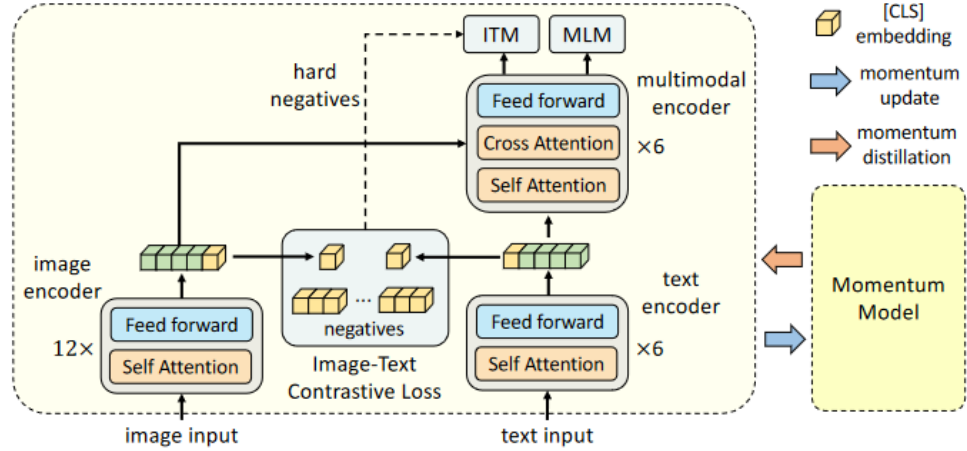 ITM
MLM
hard
negatives
Feed forward
Cross Attention
Self Attention
multimodal
encoder
×6
[CLS]
embedding
momentum
update
momentum
distillation
image
encoder
12×
Feed forward
Self Attention
...
negatives
Image-Text
Contrastive Loss
text
encoder
Feed forward
Self Attention
×6
Momentum
Model
image input
text input